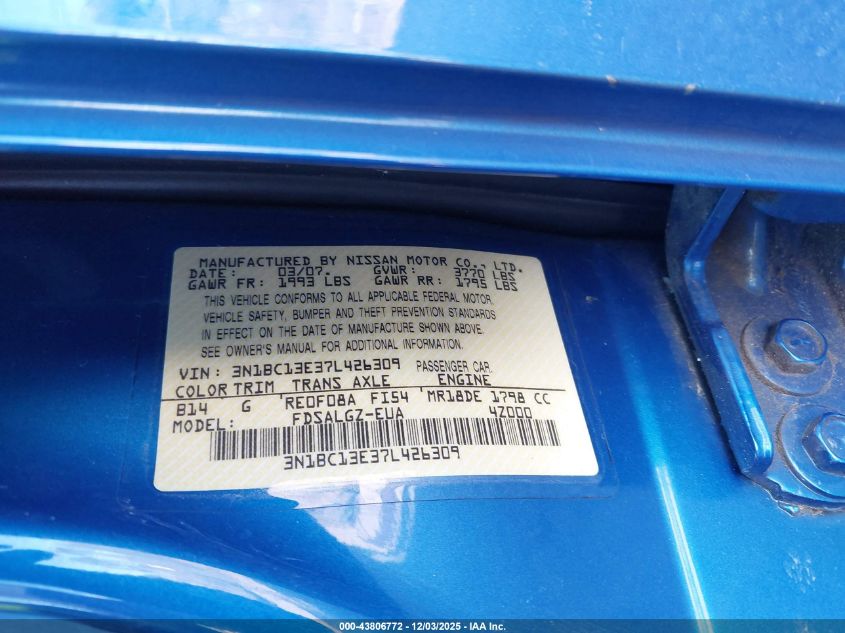 MANUFACTURED BY NISSAN MOTOR CO., LTD.
DATE: 03/07. GVWR: 3770 LBS
GAWR FR: 1993 LBS GAWR RR: 1795 LBS
THIS VEHICLE CONFORMS TO ALL APPLICABLE FEDERAL MOTOR
VEHICLE SAFETY, BUMPER AND THEFT PREVENTION STANDARDS
IN EFFECT ON THE DATE OF MANUFACTURE SHOWN ABOVE.
SEE OWNER'S MANUAL FOR ADDITIONAL INFORMATION.
VIN: 3N1BC13E37L426309 PASSENGER CAR.
COLOR TRIM TRANS AXLE ENGINE
B14 G RE0F08A FI54 MR18DE 1798 CC
MODEL: FDSALGZ-EUA 4Z000
3N1BC13E37L426309
000-43806772 - 12/03/2025 - IAA Inc.